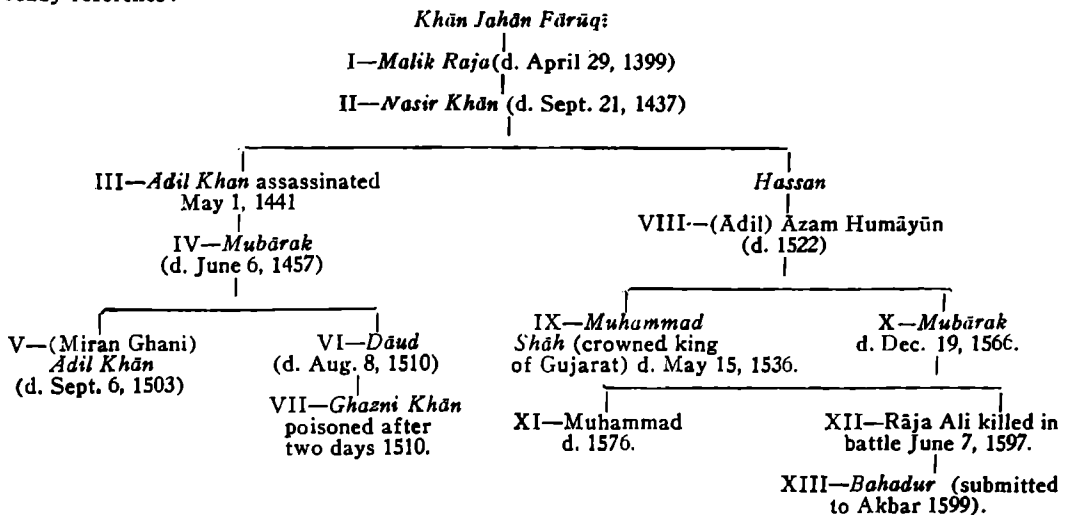 Khān Jahān Fārūqī
I—Malik Raja (d. April 29, 1399)
II—Nasir Khān (d. Sept. 21, 1437)
III—Ādil Khan assassinated
May 1, 1441
Hassan
VIII—(Adil) Āzam Humāyūn
(d. 1522)
IV—Mubārak
(d. June 6, 1457)
V—(Miran Ghani)
Adil Khān
(d. Sept. 6, 1503)
VI—Dāud
(d. Aug. 8, 1510)
VII—Ghazni Khān
poisoned after
two days 1510.
IX—Muhammad
Shāh (crowned king
of Gujarat) d. May 15, 1536.
X—Mubārak
d. Dec. 19, 1566.
XI—Muhammad
d. 1576.
XII—Rāja Ali killed in
battle June 7, 1597.
XIII—Bahadur (submitted
to Akbar 1599).